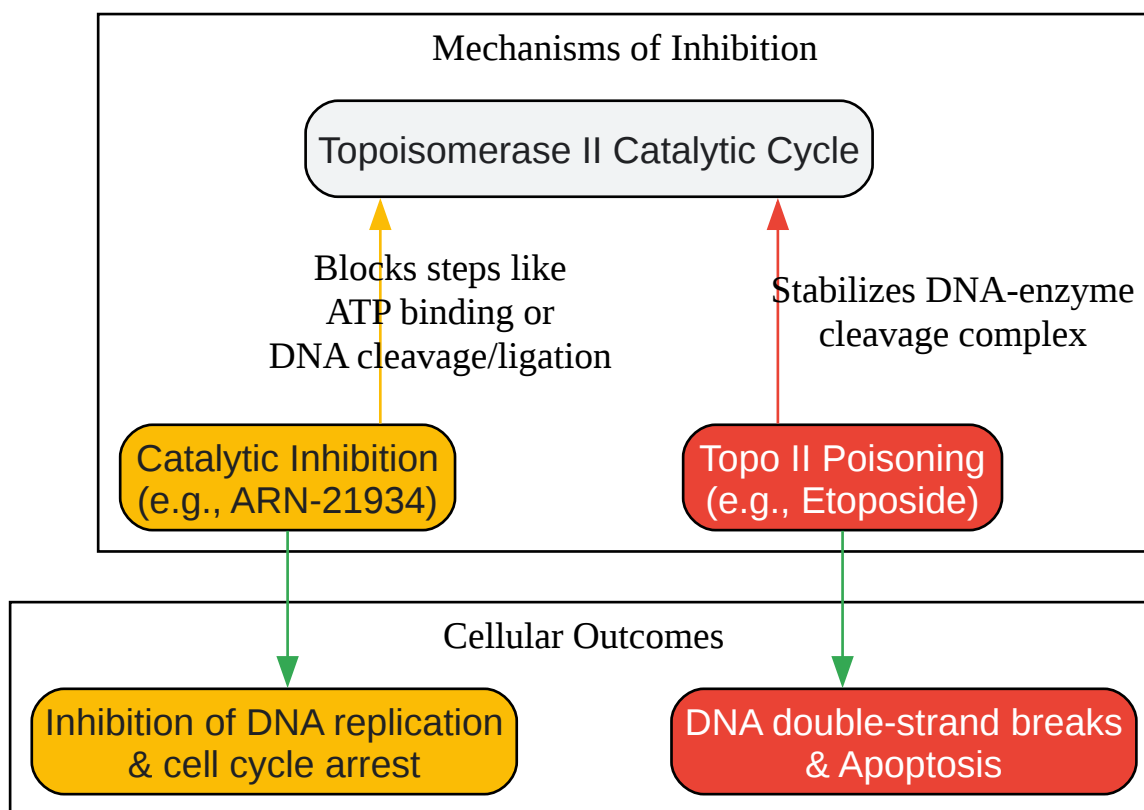 Mechanisms of Inhibition
Topoisomerase II Catalytic Cycle
Blocks steps like
ATP binding or
DNA cleavage/ligation
Stabilizes DNA-enzyme
cleavage complex
Catalytic Inhibition
(e.g., ARN-21934)
Topo II Poisoning
(e.g., Etoposide)
Cellular Outcomes
Inhibition of DNA replication
& cell cycle arrest
DNA double-strand breaks
& Apoptosis